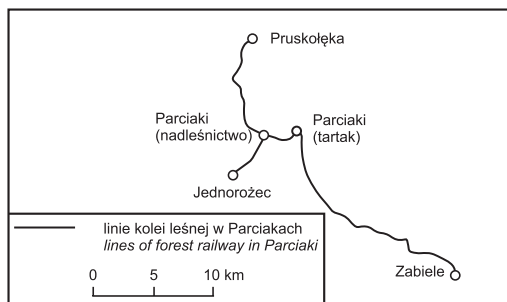 Pruskołęka
Parciaki
(nadleśnictwo)
Parciaki
(tartak)
Jednorożec
Zabiele
linie kolei leśnej w Parciakach
lines of forest railway in Parciaki
0 5 10 km